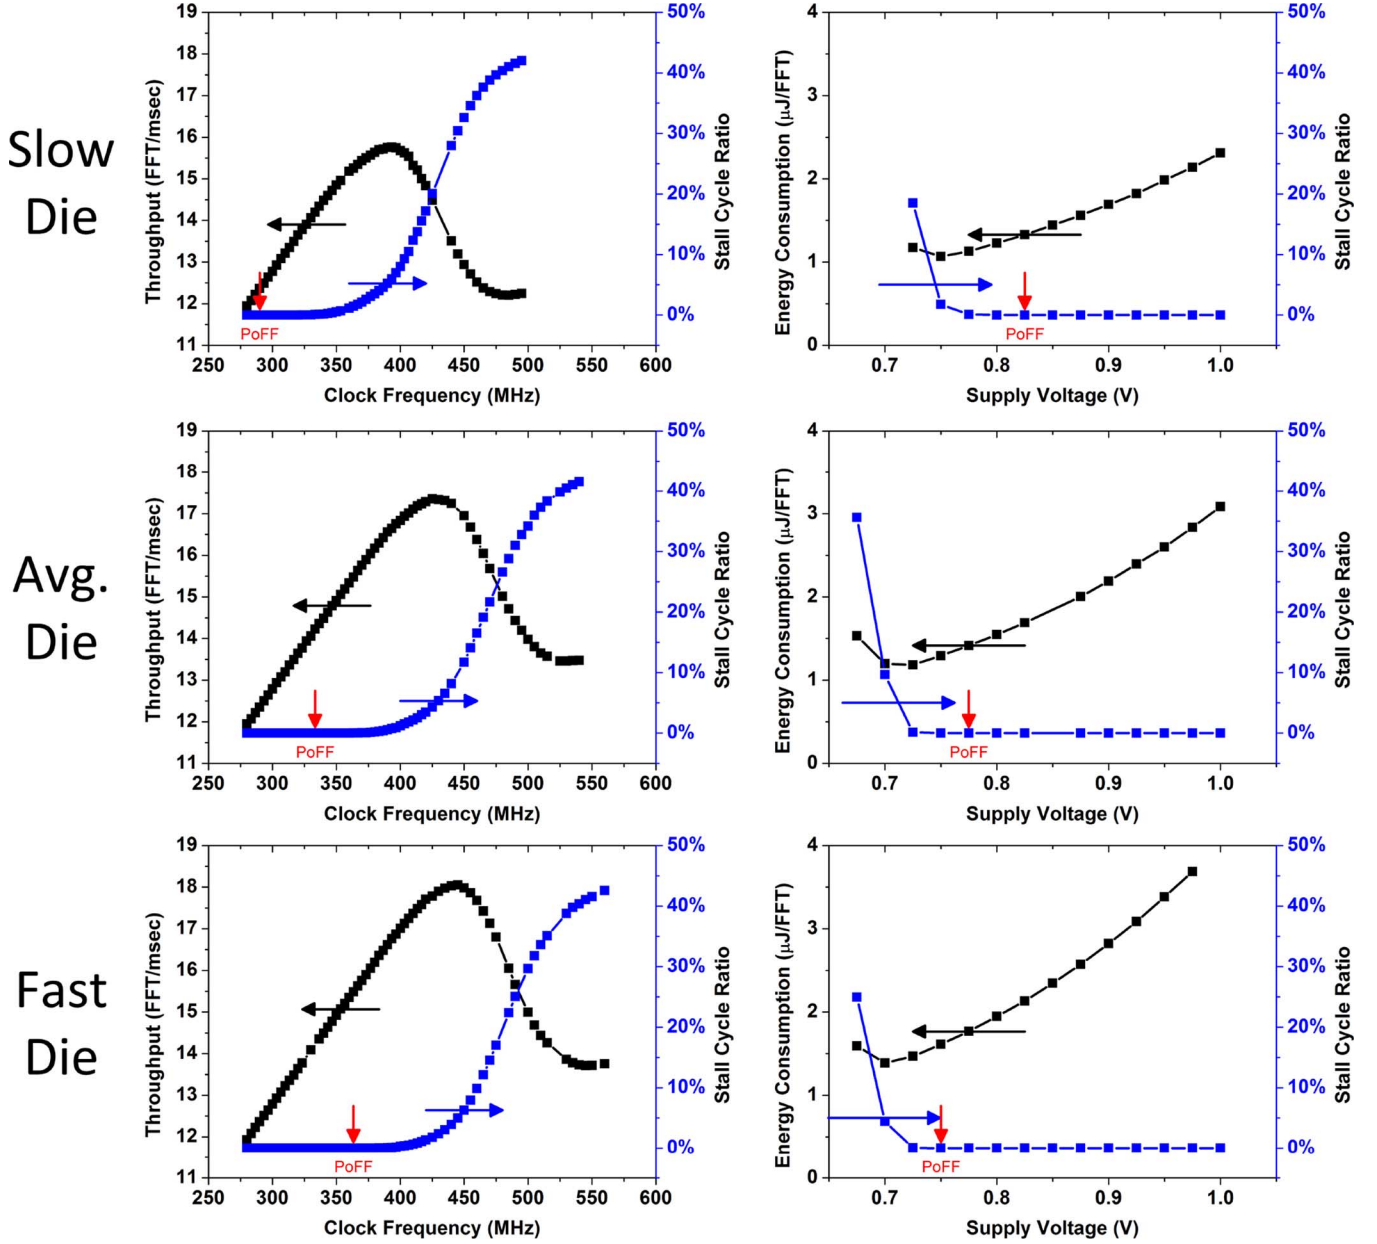 Slow
Die
19
18
17
16
15
14
13
12
11
Throughput (FFT/msec)
50%
40%
30%
20%
10%
0%
Stall Cycle Ratio
PoFF
250 300 350 400 450 500 550 600
Clock Frequency (MHz)
4
3
2
1
0
Energy Consumption (µJ/FFT)
50%
40%
30%
20%
10%
0%
Stall Cycle Ratio
PoFF
0.7 0.8 0.9 1.0
Supply Voltage (V)
Avg.
Die
19
18
17
16
15
14
13
12
11
Throughput (FFT/msec)
50%
40%
30%
20%
10%
0%
Stall Cycle Ratio
PoFF
250 300 350 400 450 500 550 600
Clock Frequency (MHz)
4
3
2
1
0
Energy Consumption (µJ/FFT)
50%
40%
30%
20%
10%
0%
Stall Cycle Ratio
PoFF
0.7 0.8 0.9 1.0
Supply Voltage (V)
Fast
Die
19
18
17
16
15
14
13
12
11
Throughput (FFT/msec)
50%
40%
30%
20%
10%
0%
Stall Cycle Ratio
PoFF
250 300 350 400 450 500 550 600
Clock Frequency (MHz)
4
3
2
1
0
Energy Consumption (µJ/FFT)
50%
40%
30%
20%
10%
0%
Stall Cycle Ratio
PoFF
0.7 0.8 0.9 1.0
Supply Voltage (V)